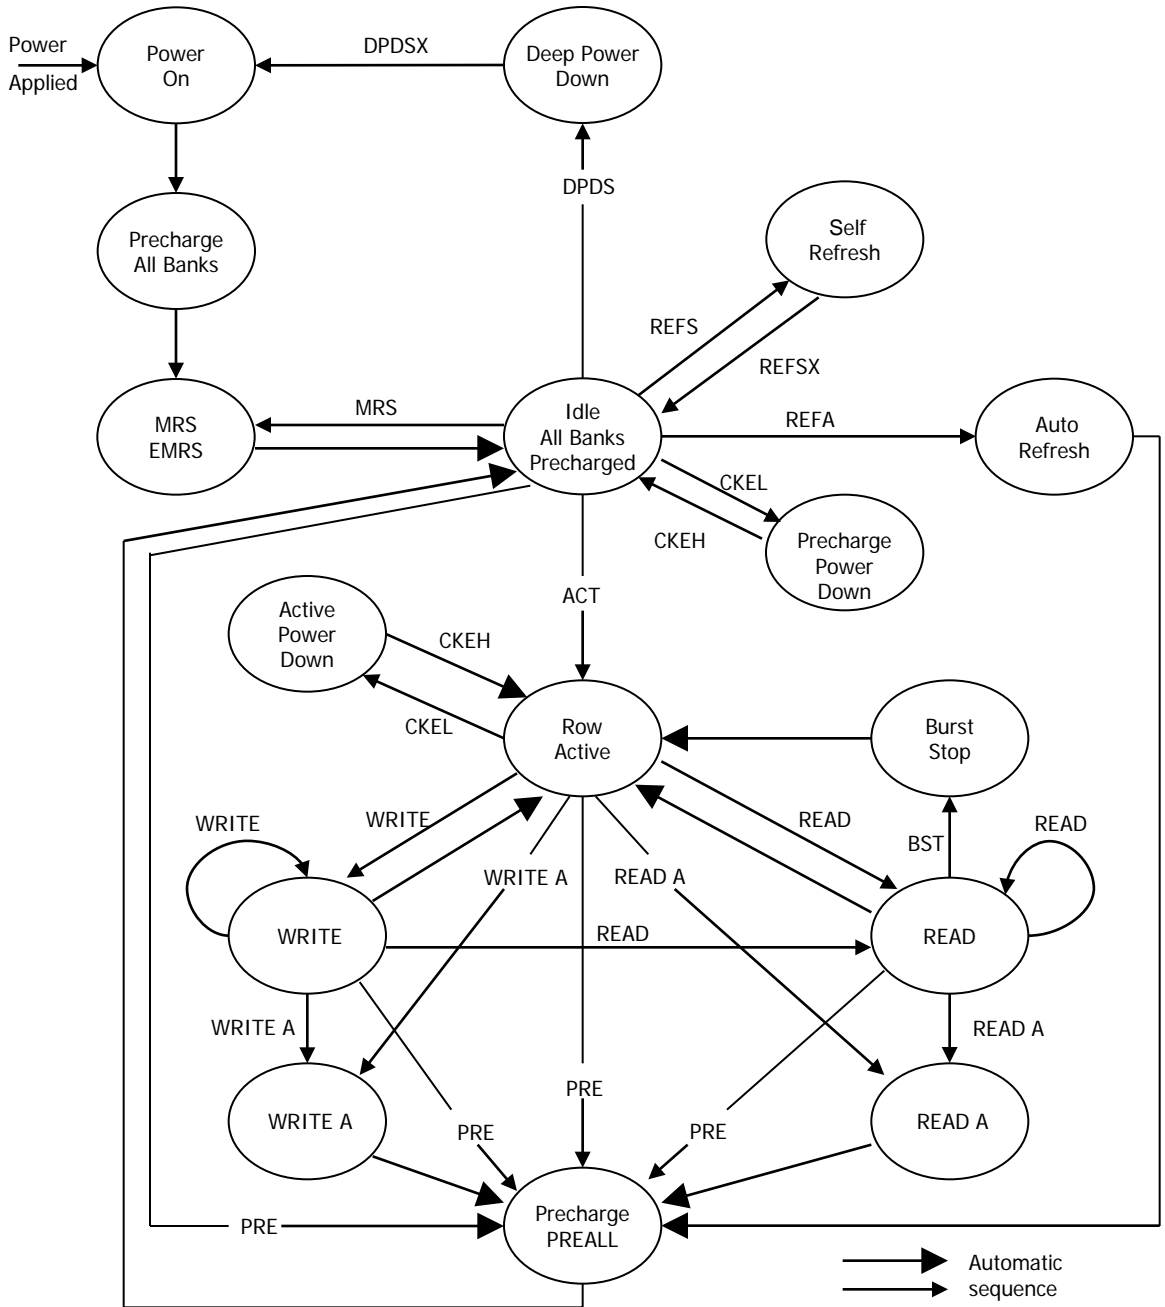 Power
Applied
Power
On
DPDSX
Deep Power
Down
DPDS
Precharge
All Banks
Self
Refresh
REFS
REFSX
MRS
EMRS
MRS
Idle
All Banks
Precharged
REFA
Auto
Refresh
CKEL
CKEH
Precharge
Power
Down
ACT
Active
Power
Down
CKEH
CKEL
Row
Active
Burst
Stop
WRITE
WRITE
READ
BST
READ
WRITE A
READ A
WRITE
READ
READ
WRITE A
READ A
WRITE A
PRE
PRE
PRE
READ A
PRE
Precharge
PREALL
Automatic
sequence